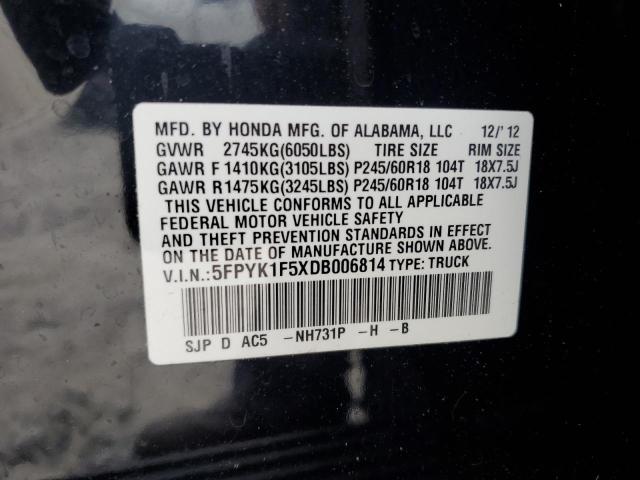 MFD. BY HONDA MFG. OF ALABAMA, LLC 12/'12
GVWR 2745KG(6050LBS) TIRE SIZE RIM SIZE
GAWR F 1410KG(3105LBS) P245/60R18 104T 18X7.5J
GAWR R 1475KG(3245LBS) P245/60R18 104T 18X7.5J
THIS VEHICLE CONFORMS TO ALL APPLICABLE
FEDERAL MOTOR VEHICLE SAFETY
AND THEFT PREVENTION STANDARDS IN EFFECT
ON THE DATE OF MANUFACTURE SHOWN ABOVE.
V.I.N.:5FPYK1F5XDB006814 TYPE: TRUCK
SJP D AC5 -NH731P -H -B